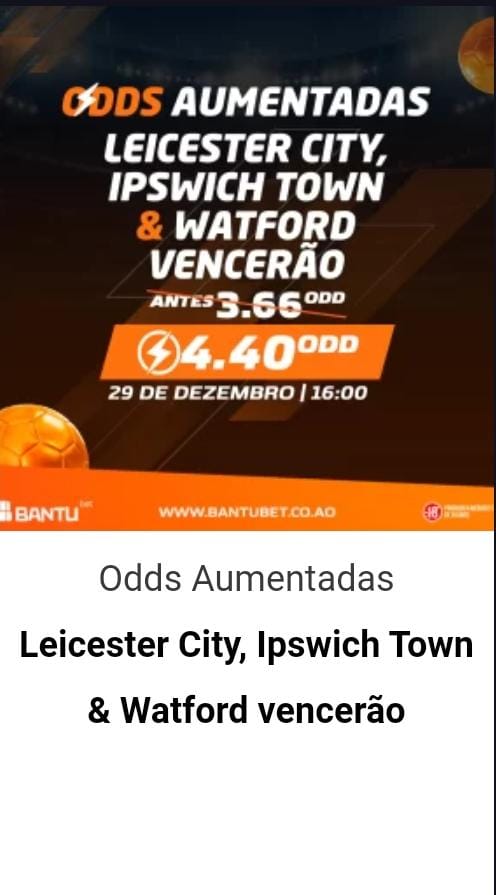 ODDS AUMENTADAS
LEICESTER CITY,
IPSWICH TOWN
& WATFORD
VENCERÃO
ANTES 3.66 ODD
4.40 ODD
29 DE DEZEMBRO | 16:00
BANTU bet
WWW.BANTUBET.CO.AO
18
Odds Aumentadas
Leicester City, Ipswich Town
& Watford vencerão